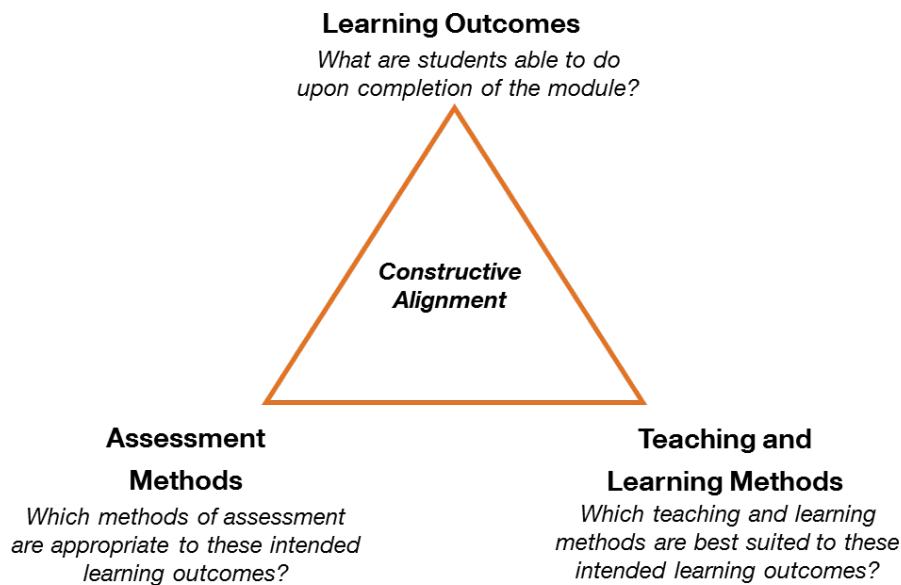 Learning Outcomes
What are students able to do
upon completion of the module?
Constructive
Alignment
Assessment
Methods
Which methods of assessment
are appropriate to these intended
learning outcomes?
Teaching and
Learning Methods
Which teaching and learning
methods are best suited to these
intended learning outcomes?